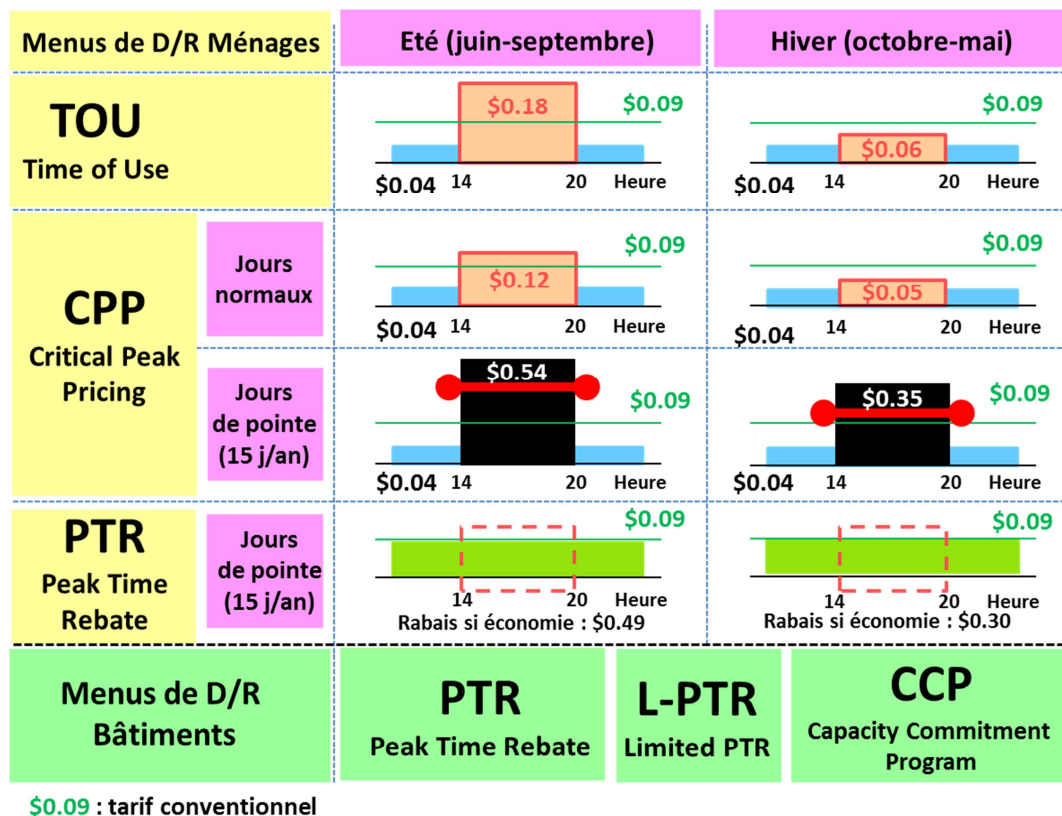 Menus de D/R Ménages
Eté (juin-septembre)
Hiver (octobre-mai)
TOU
Time of Use
$0.18
$0.09
$0.04
14
20
Heure
$0.09
$0.06
$0.04
14
20
Heure
CPP
Critical Peak
Pricing
Jours
normaux
$0.09
$0.12
$0.04
14
20
Heure
$0.09
$0.05
$0.04
14
20
Heure
Jours
de pointe
(15 j/an)
$0.54
$0.09
$0.04
14
20
Heure
$0.35
$0.09
$0.04
14
20
Heure
PTR
Peak Time
Rebate
Jours
de pointe
(15 j/an)
$0.09
14
20
Heure
Rabais si économie : $0.49
$0.09
14
20
Heure
Rabais si économie : $0.30
Menus de D/R
Bâtiments
PTR
Peak Time Rebate
L-PTR
Limited PTR
CCP
Capacity Commitment
Program
$0.09 : tarif conventionnel